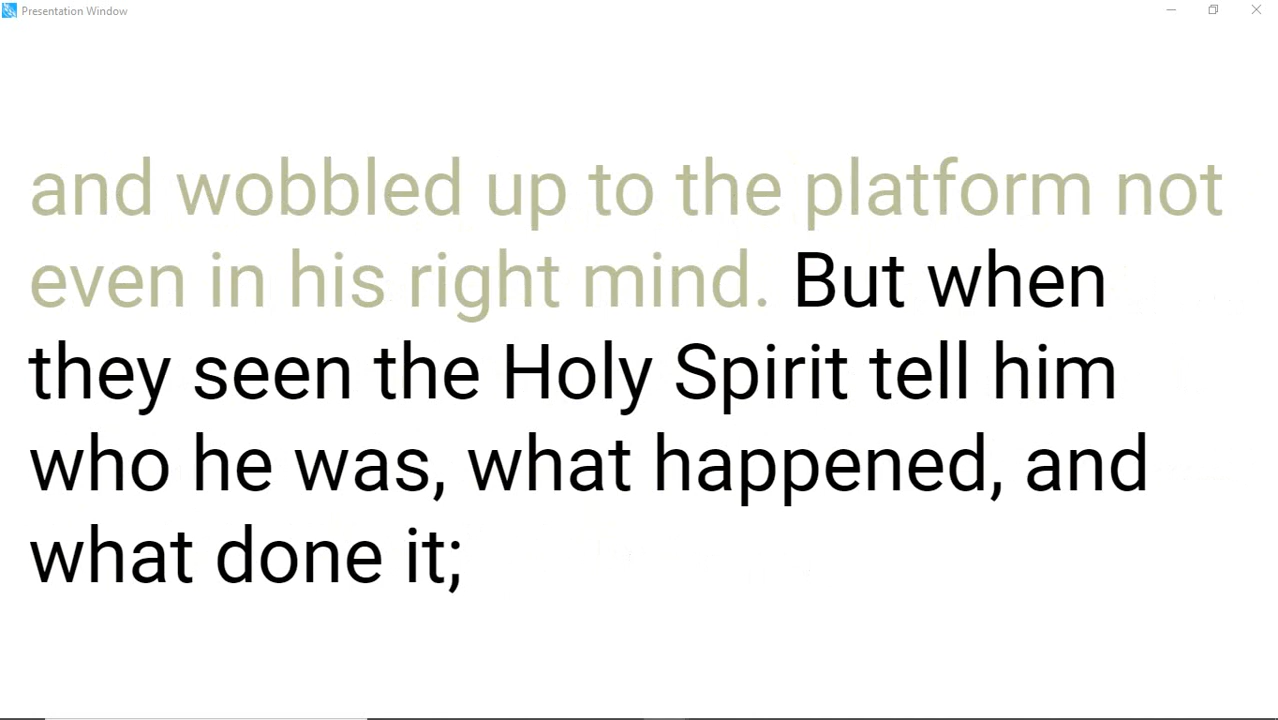 Presentation Window
and wobbled up to the platform not
even in his right mind. But when
they seen the Holy Spirit tell him
who he was, what happened, and
what done it;